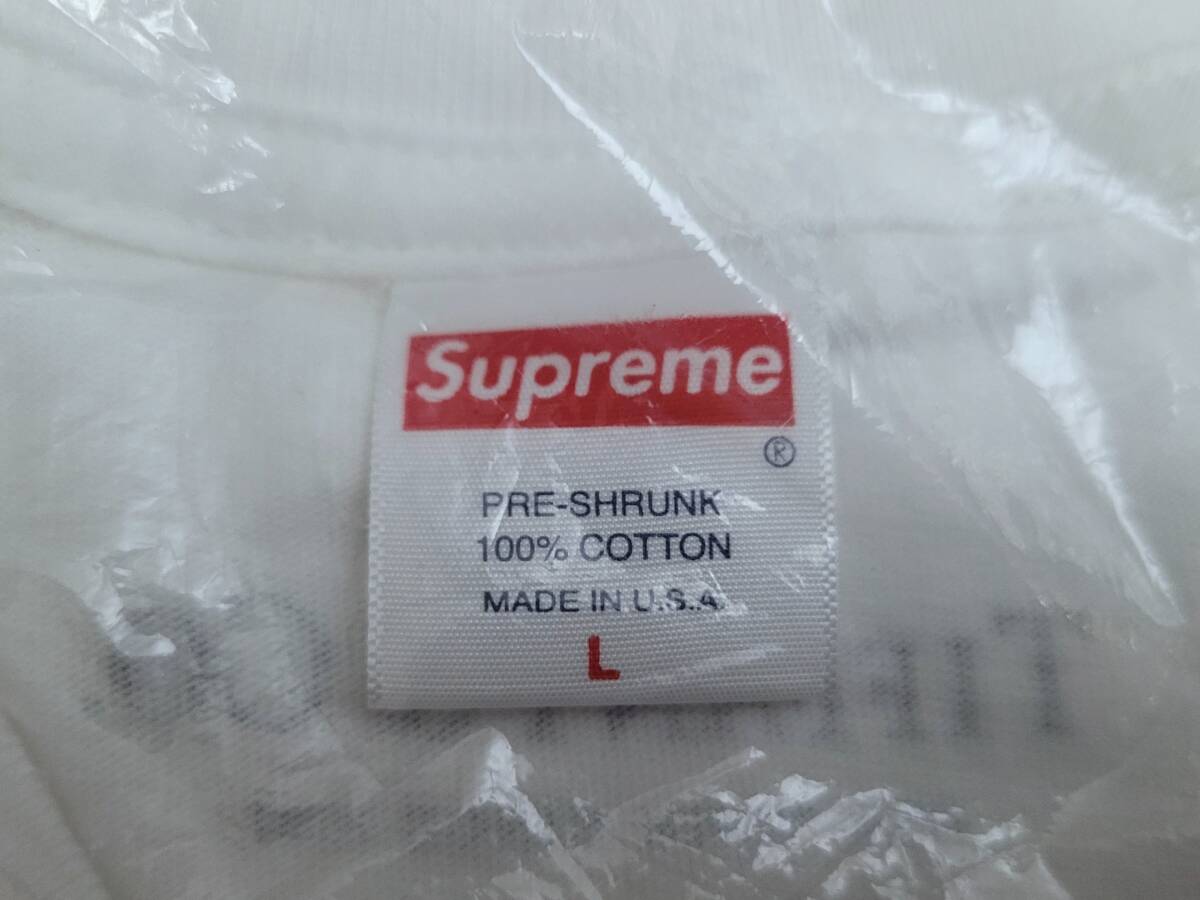 Supreme
®
PRE-SHRUNK
100% COTTON
MADE IN U.S.A.
L